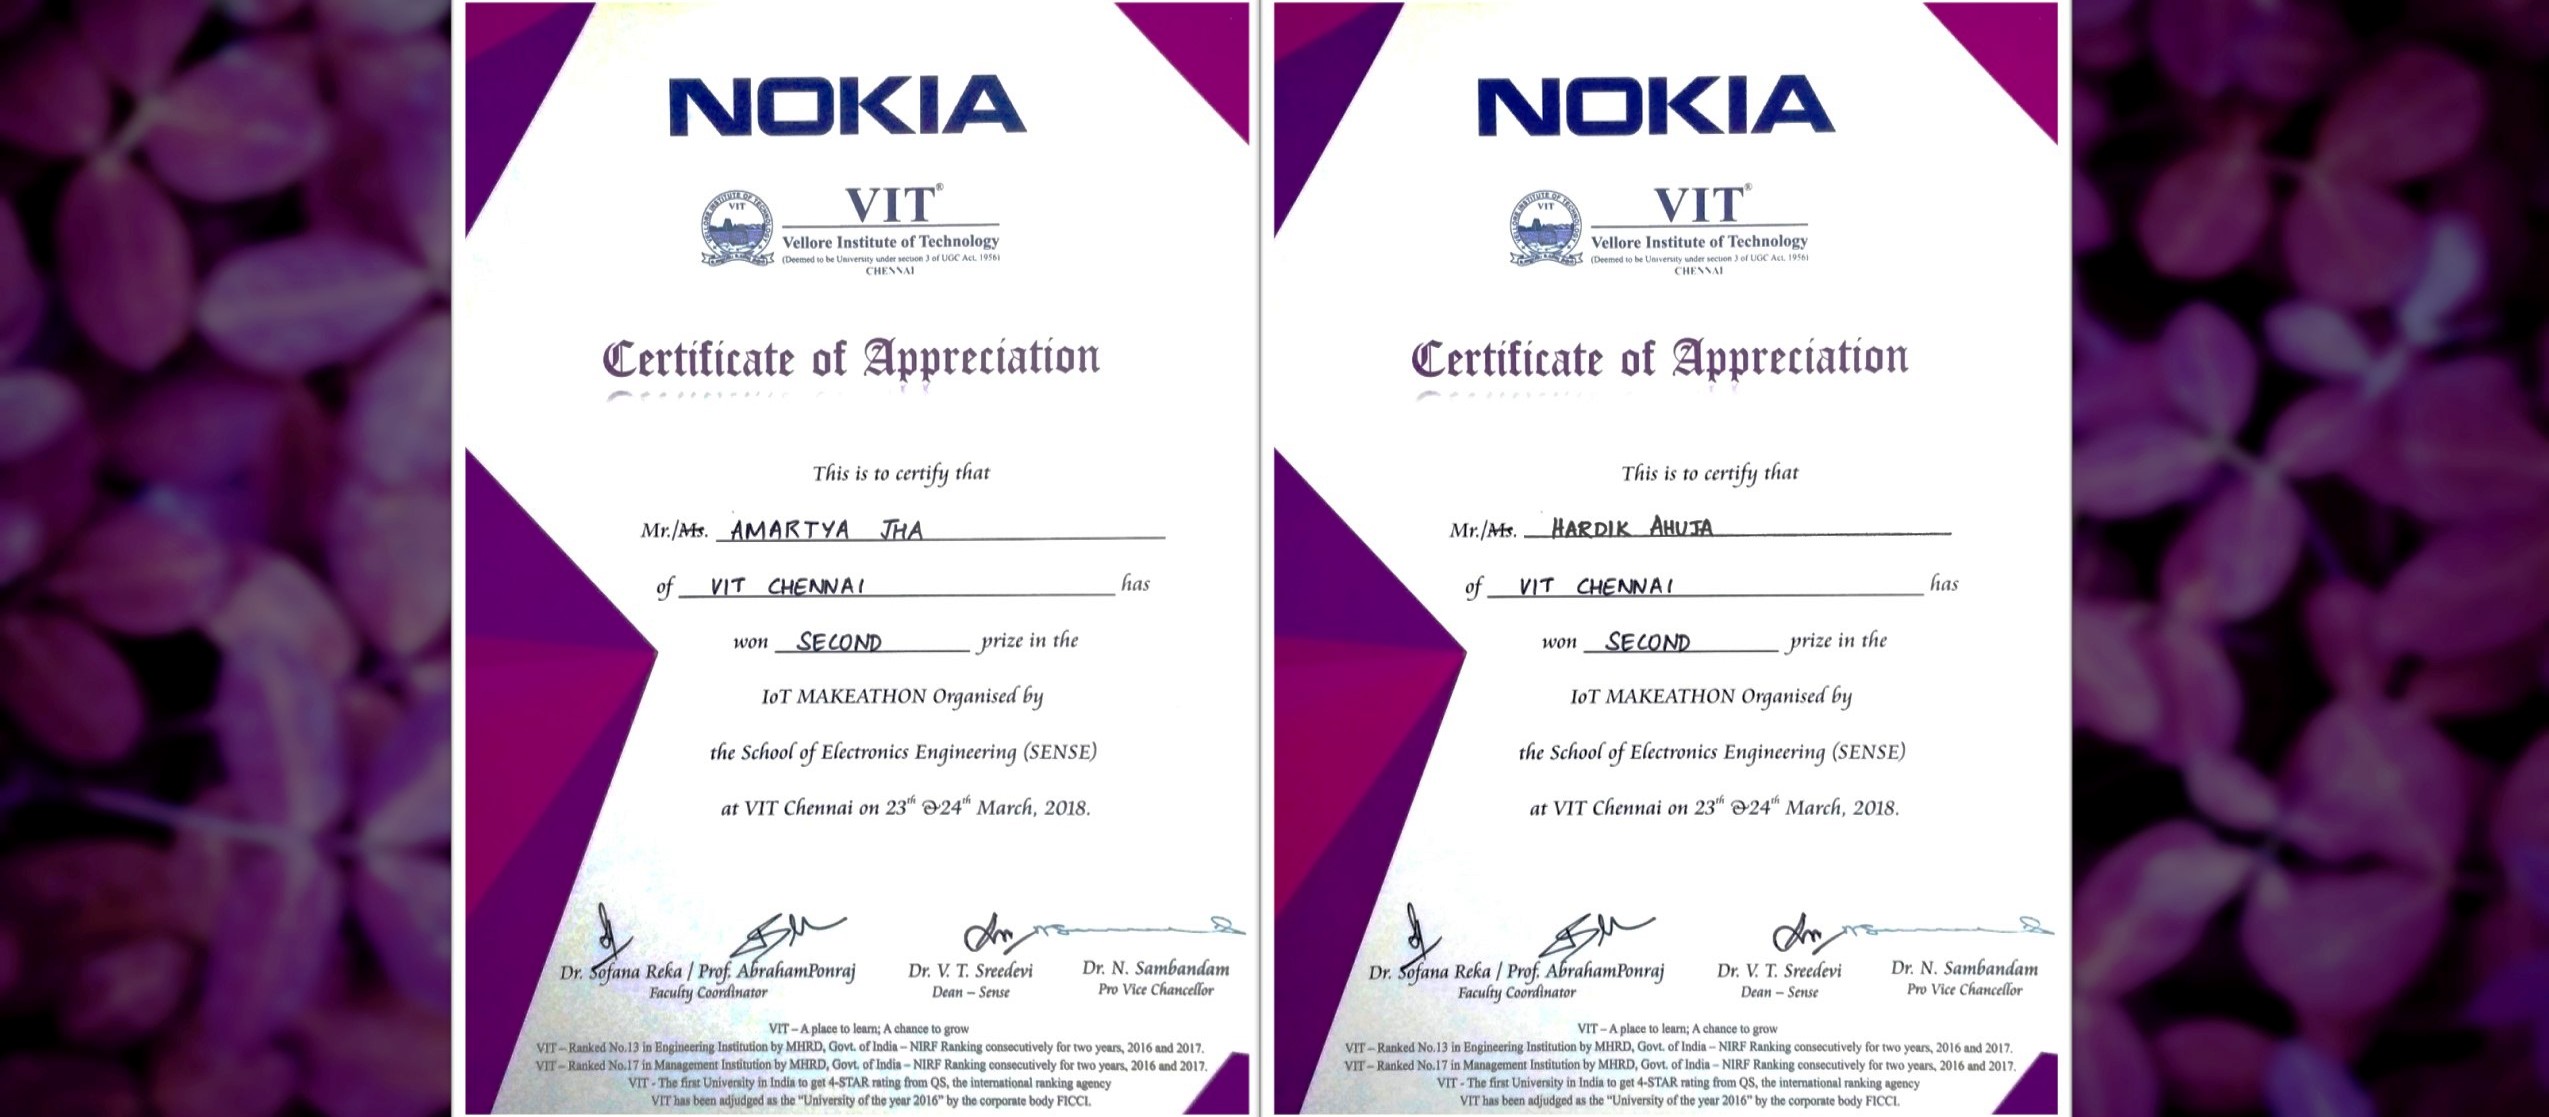 NOKIA
VIT®
VIT
Vellore Institute of Technology
(Deemed to be University under section 3 of UGC Act, 1956)
CHENNAI
Certificate of Appreciation
This is to certify that
Mr./Ms. AMARTYA JHA
of VIT CHENNAI has
won SECOND prize in the
IoT MAKEATHON Organised by
the School of Electronics Engineering (SENSE)
at VIT Chennai on 23th & 24th March, 2018.
Dr. Sofana Reka / Prof. AbrahamPonraj
Faculty Coordinator
Dr. V. T. Sreedevi
Dean – Sense
Dr. N. Sambandam
Pro Vice Chancellor
VIT – A place to learn; A chance to grow
VIT – Ranked No.13 in Engineering Institution by MHRD, Govt. of India – NIRF Ranking consecutively for two years, 2016 and 2017.
VIT – Ranked No.17 in Management Institution by MHRD, Govt. of India – NIRF Ranking consecutively for two years, 2016 and 2017.
VIT - The first University in India to get 4-STAR rating from QS, the international ranking agency
VIT has been adjudged as the "University of the year 2016" by the corporate body FICCI.
NOKIA
VIT®
VIT
Vellore Institute of Technology
(Deemed to be University under section 3 of UGC Act, 1956)
CHENNAI
Certificate of Appreciation
This is to certify that
Mr./Ms. HARDIK AHUJA
of VIT CHENNAI has
won SECOND prize in the
IoT MAKEATHON Organised by
the School of Electronics Engineering (SENSE)
at VIT Chennai on 23th & 24th March, 2018.
Dr. Sofana Reka / Prof. AbrahamPonraj
Faculty Coordinator
Dr. V. T. Sreedevi
Dean – Sense
Dr. N. Sambandam
Pro Vice Chancellor
VIT – A place to learn; A chance to grow
VIT – Ranked No.13 in Engineering Institution by MHRD, Govt. of India – NIRF Ranking consecutively for two years, 2016 and 2017.
VIT – Ranked No.17 in Management Institution by MHRD, Govt. of India – NIRF Ranking consecutively for two years, 2016 and 2017.
VIT - The first University in India to get 4-STAR rating from QS, the international ranking agency
VIT has been adjudged as the "University of the year 2016" by the corporate body FICCI.